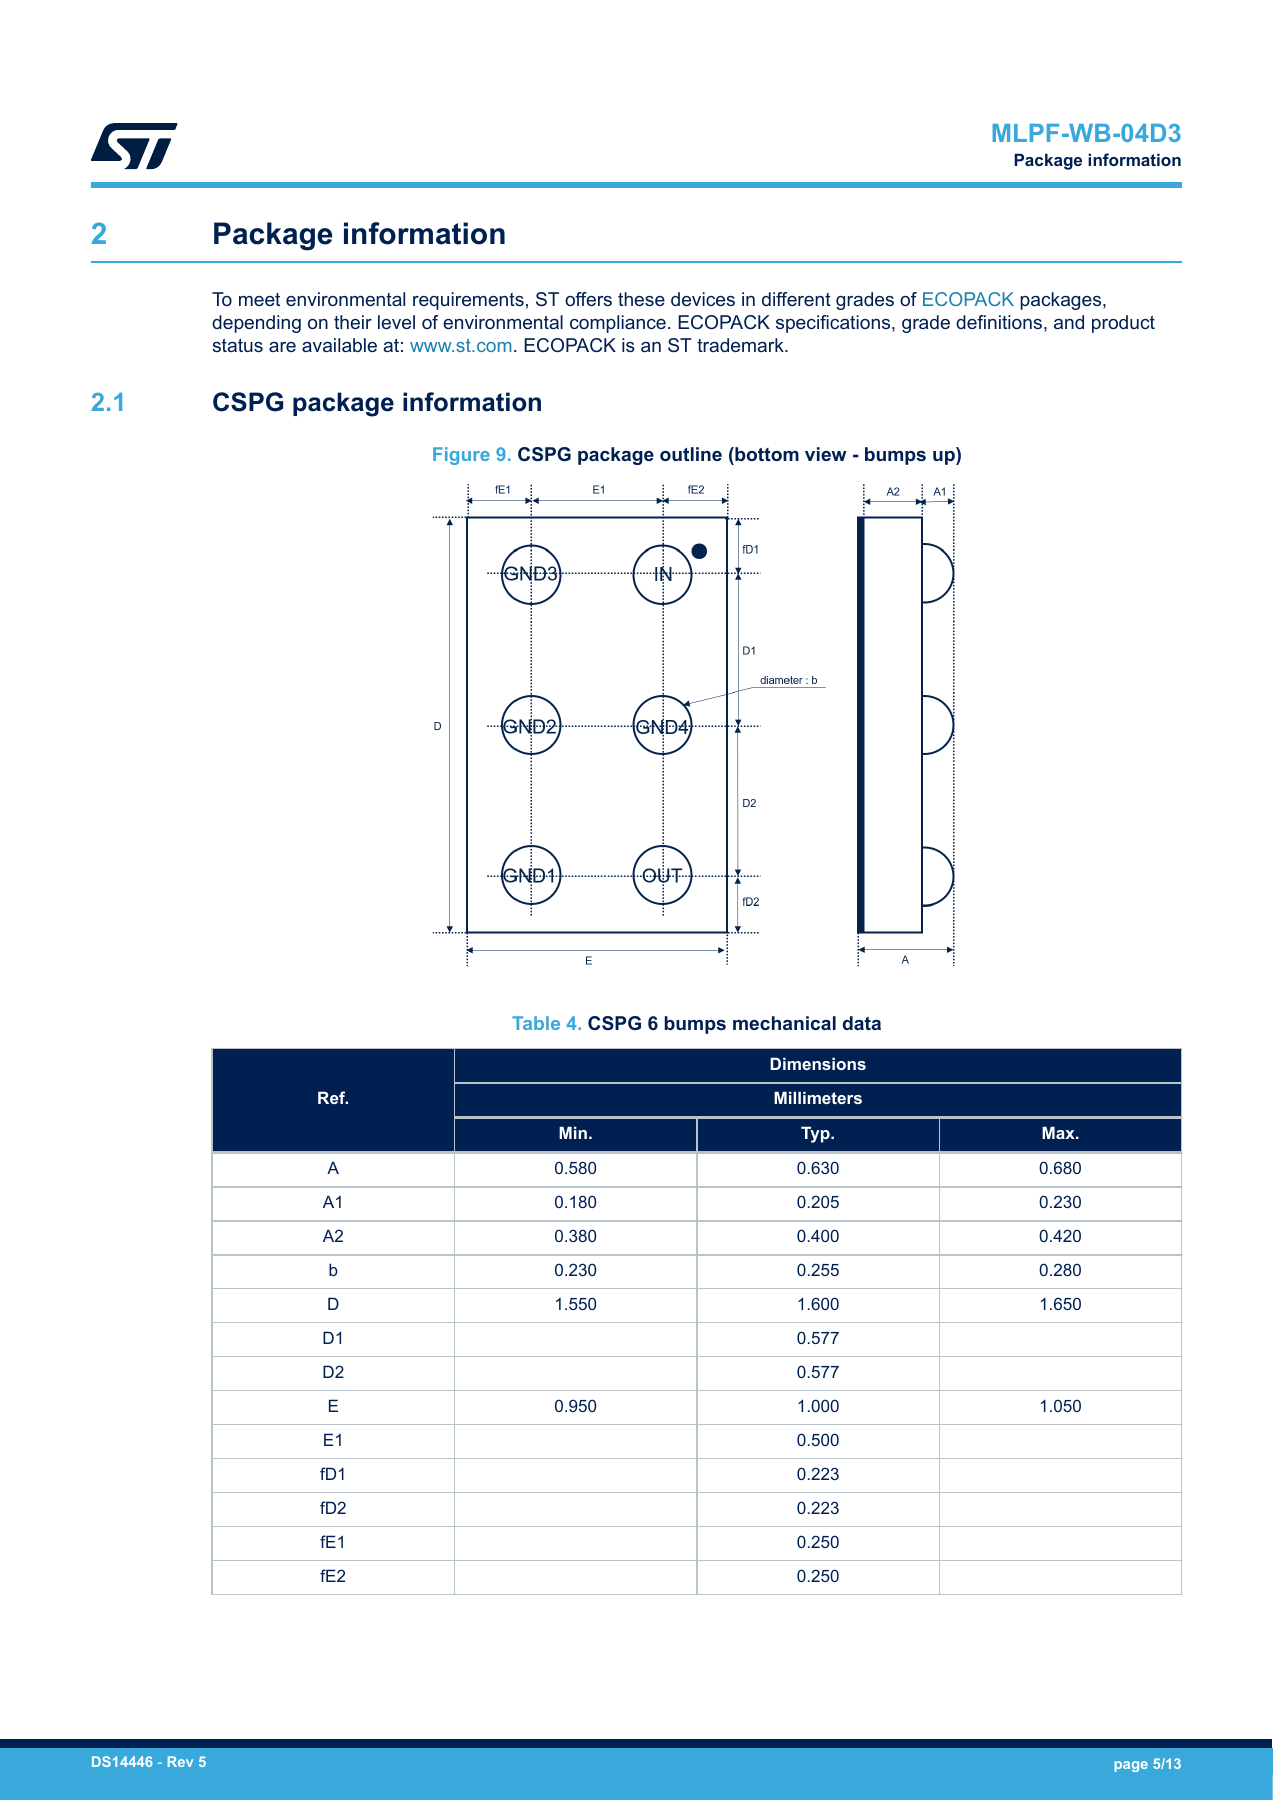 ST
MLPF-WB-04D3
Package information
2 Package information
To meet environmental requirements, ST offers these devices in different grades of ECOPACK packages,
depending on their level of environmental compliance. ECOPACK specifications, grade definitions, and product
status are available at: www.st.com. ECOPACK is an ST trademark.
2.1 CSPG package information
Figure 9. CSPG package outline (bottom view - bumps up)
fE1 E1 fE2 A2 A1
fD1
GND3 IN
D1
diameter : b
D GND2 GND4
D2
GND1 OUT
fD2
E A
Table 4. CSPG 6 bumps mechanical data
Ref. Dimensions
Millimeters
Min. Typ. Max.
A 0.580 0.630 0.680
A1 0.180 0.205 0.230
A2 0.380 0.400 0.420
b 0.230 0.255 0.280
D 1.550 1.600 1.650
D1 0.577
D2 0.577
E 0.950 1.000 1.050
E1 0.500
fD1 0.223
fD2 0.223
fE1 0.250
fE2 0.250
DS14446 - Rev 5 page 5/13